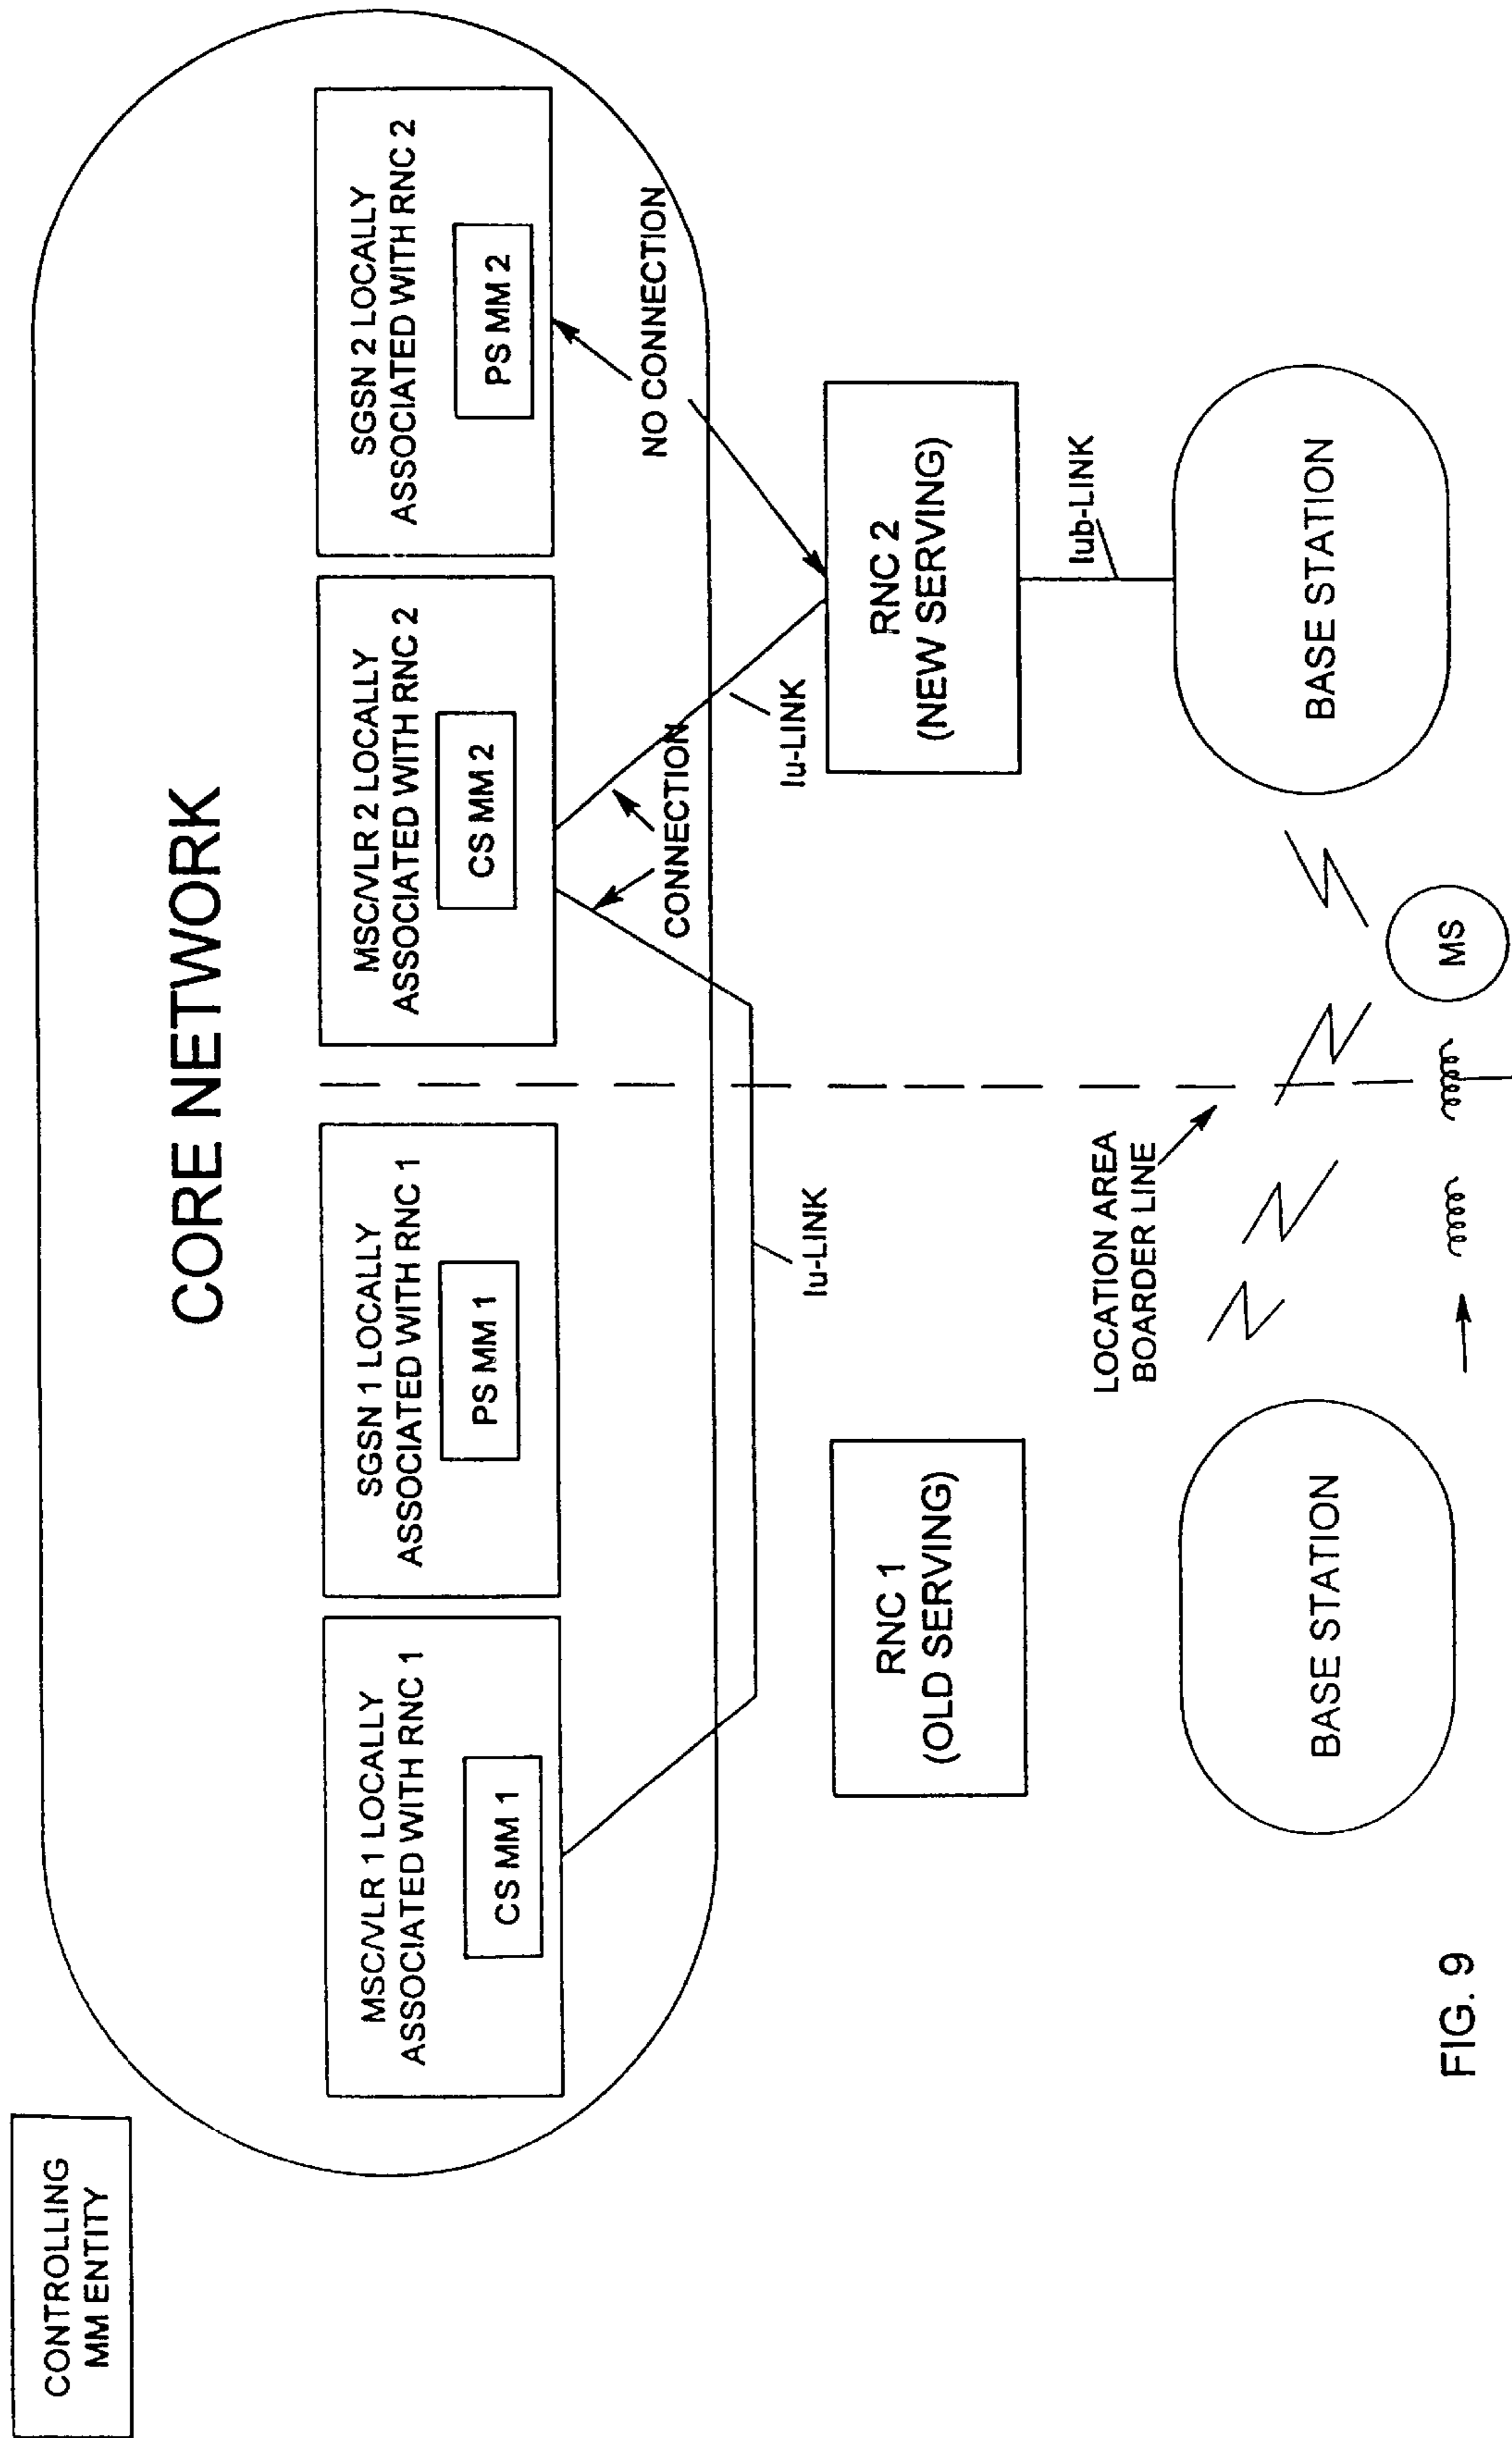 CONTROLLING
MM ENTITY
CORE NETWORK
MSC/VLR 1 LOCALLY
ASSOCIATED WITH RNC 1
CS MM 1
SGSN 1 LOCALLY
ASSOCIATED WITH RNC 1
PS MM 1
MSC/VLR 2 LOCALLY
ASSOCIATED WITH RNC 2
CS MM 2
SGSN 2 LOCALLY
ASSOCIATED WITH RNC 2
PS MM 2
CONNECTION
NO CONNECTION
Iu-LINK
Iu-LINK
RNC 1
(OLD SERVING)
RNC 2
(NEW SERVING)
Iub-LINK
LOCATION AREA
BOARDER LINE
BASE STATION
BASE STATION
MS
FIG. 9